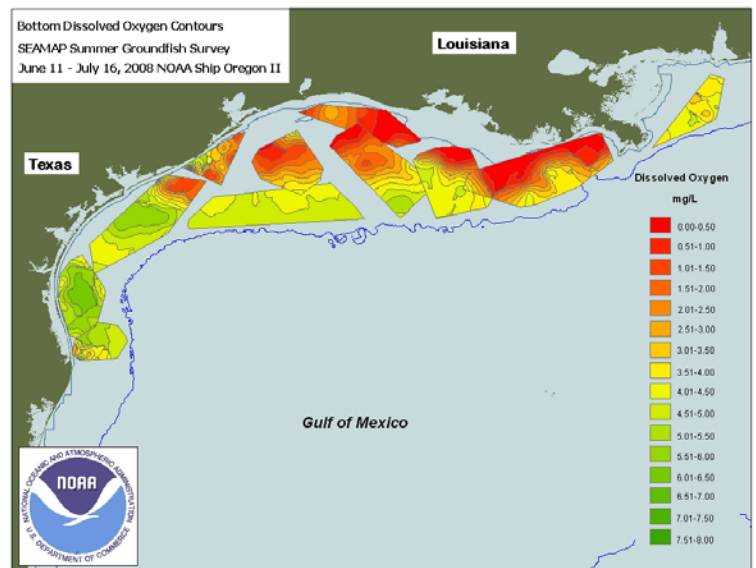 Bottom Dissolved Oxygen Contours
SEAMAP Summer Groundfish Survey
June 11 - July 16, 2008 NOAA Ship Oregon II
Louisiana
Texas
Dissolved Oxygen
mg/L
0.00-0.50
0.51-1.00
1.01-1.50
1.51-2.00
2.01-2.50
2.51-3.00
3.01-3.50
3.51-4.00
4.01-4.50
4.51-5.00
5.01-5.50
5.51-6.00
6.01-6.50
6.51-7.00
7.01-7.50
7.51-8.00
Gulf of Mexico
NATIONAL OCEANIC AND ATMOSPHERIC ADMINISTRATION
NOAA
U.S. DEPARTMENT OF COMMERCE